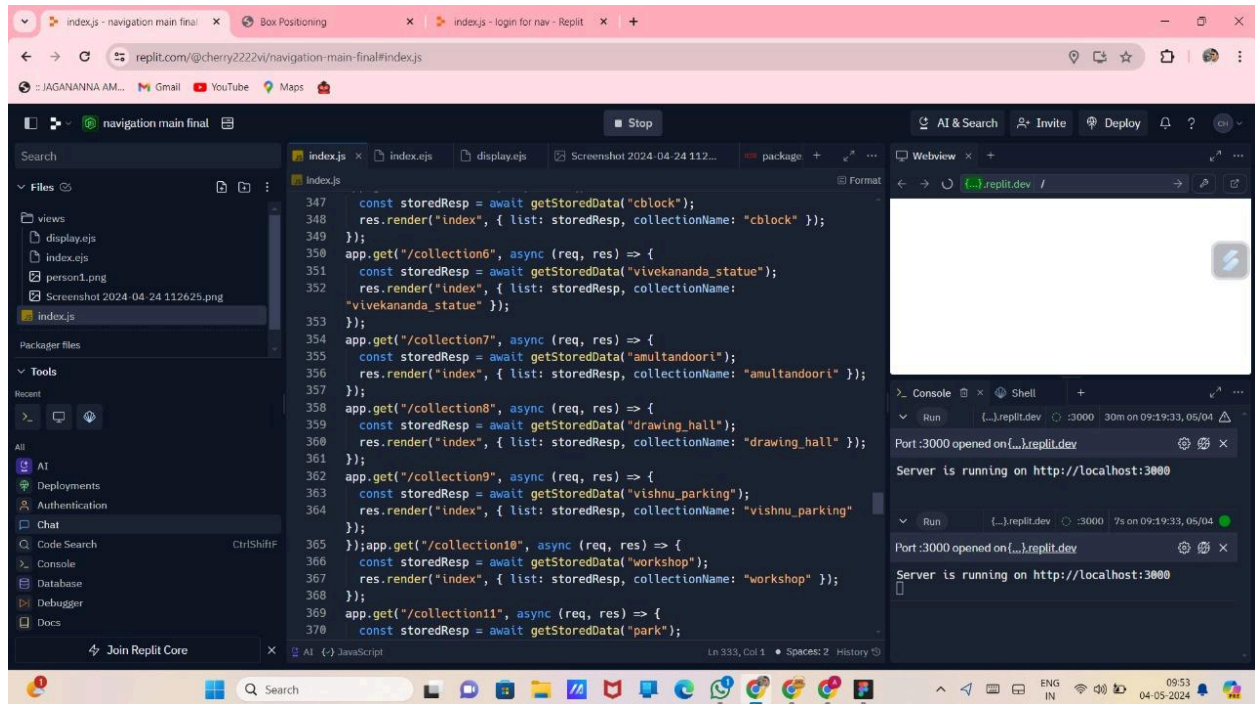 index.js - navigation main final
Box Positioning
index.js - login for nav - Replit
replit.com/@cherry2222vi/navigation-main-final#index.js
:: JAGANANNA AM...
Gmail
YouTube
Maps
navigation main final
Stop
AI & Search
Invite
Deploy
CH
Search
Files
views
display.ejs
index.ejs
person1.png
Screenshot 2024-04-24 112625.png
index.js
Packager files
Tools
Recent
All
AI
Deployments
Authentication
Chat
Code Search CtrlShiftF
Console
Database
Debugger
Docs
Join Replit Core
index.js
index.ejs
display.ejs
Screenshot 2024-04-24 112...
package
index.js
Format
347 const storedResp = await getStoredData("cblock");
348 res.render("index", { list: storedResp, collectionName: "cblock" });
349 });
350 app.get("/collection6", async (req, res) => {
351 const storedResp = await getStoredData("vivekananda_statue");
352 res.render("index", { list: storedResp, collectionName:
"vivekananda_statue" });
353 });
354 app.get("/collection7", async (req, res) => {
355 const storedResp = await getStoredData("amultandoori");
356 res.render("index", { list: storedResp, collectionName: "amultandoori" });
357 });
358 app.get("/collection8", async (req, res) => {
359 const storedResp = await getStoredData("drawing_hall");
360 res.render("index", { list: storedResp, collectionName: "drawing_hall" });
361 });
362 app.get("/collection9", async (req, res) => {
363 const storedResp = await getStoredData("vishnu_parking");
364 res.render("index", { list: storedResp, collectionName: "vishnu_parking"
});
365 });app.get("/collection10", async (req, res) => {
366 const storedResp = await getStoredData("workshop");
367 res.render("index", { list: storedResp, collectionName: "workshop" });
368 });
369 app.get("/collection11", async (req, res) => {
370 const storedResp = await getStoredData("park");
AI {-} JavaScript
Ln 333, Col 1 • Spaces: 2 History
Webview
{...}.replit.dev /
Console
Shell
Run {...}.replit.dev :3000 30m on 09:19:33, 05/04
Port :3000 opened on {...}.replit.dev
Server is running on http://localhost:3000
Run {...}.replit.dev :3000 7s on 09:19:33, 05/04
Port :3000 opened on {...}.replit.dev
Server is running on http://localhost:3000
Search
ENG
IN
09:53
04-05-2024